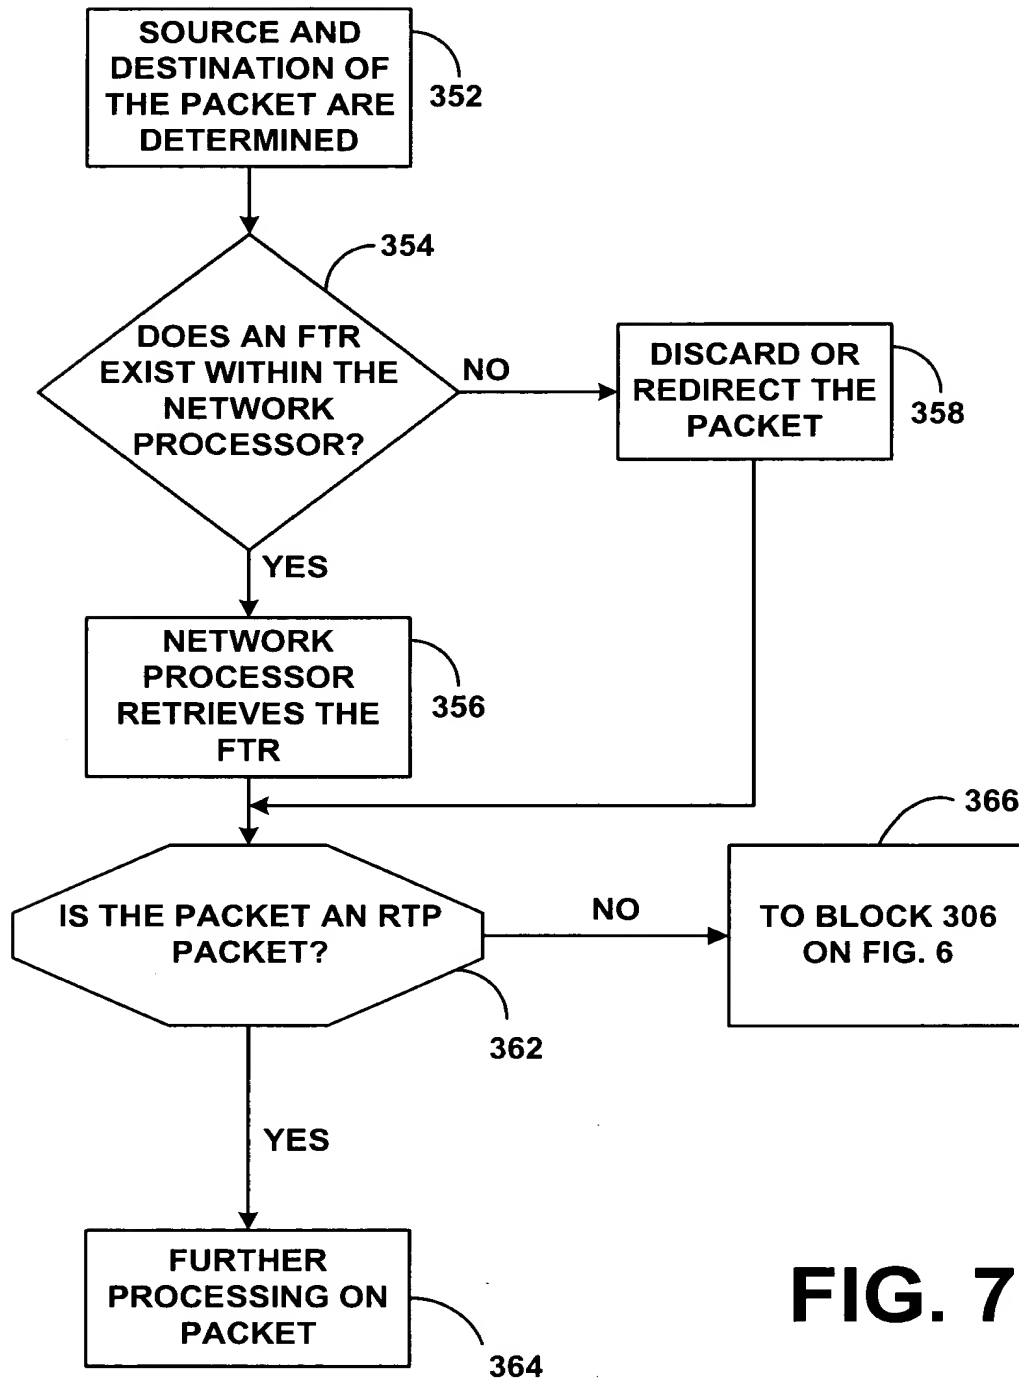 SOURCE AND
DESTINATION OF
THE PACKET ARE
DETERMINED
352
354
DOES AN FTR
EXIST WITHIN THE
NETWORK
PROCESSOR?
NO
DISCARD OR
REDIRECT THE
PACKET
358
YES
NETWORK
PROCESSOR
RETRIEVES THE
FTR
356
366
IS THE PACKET AN RTP
PACKET?
NO
TO BLOCK 306
ON FIG. 6
362
YES
FURTHER
PROCESSING ON
PACKET
364
FIG. 7